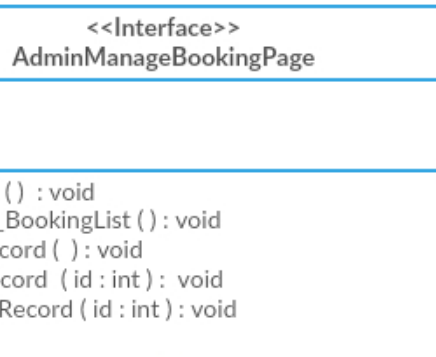 <<Interface>>
AdminManageBookingPage
( ) : void
_BookingList ( ) : void
cord ( ) : void
cord ( id : int ) : void
Record ( id : int ) : void